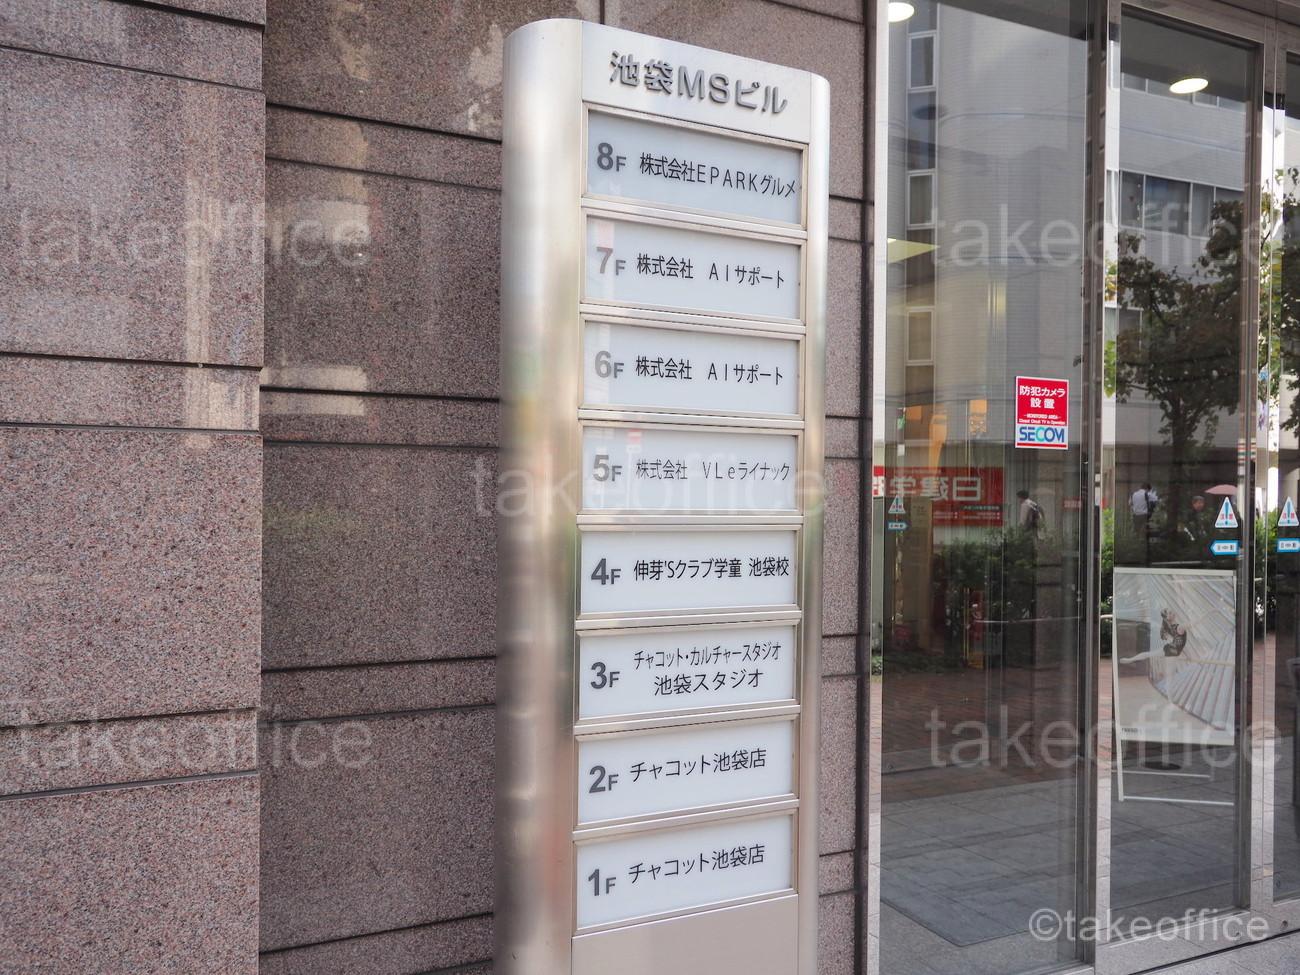 池袋MSビル
8F 株式会社EPARKグルメ
7F 株式会社 AIサポート
6F 株式会社 AIサポート
5F 株式会社 VLeライナック
4F 伸芽'Sクラブ学童 池袋校
3F チャコット・カルチャースタジオ
池袋スタジオ
2F チャコット池袋店
1F チャコット池袋店
防犯カメラ
設置
SECOM
takeoffice
takeoffice
takeoffice
takeoffice
takeoffice
©takeoffice